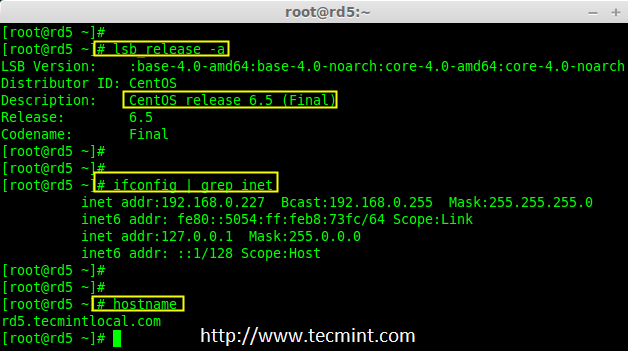 root@rd5:~
[root@rd5 ~]#
[root@rd5 ~]# lsb_release -a
LSB Version:    :base-4.0-amd64:base-4.0-noarch:core-4.0-amd64:core-4.0-noarch
Distributor ID: CentOS
Description:    CentOS release 6.5 (Final)
Release:        6.5
Codename:       Final
[root@rd5 ~]#
[root@rd5 ~]#
[root@rd5 ~]# ifconfig | grep inet
          inet addr:192.168.0.227  Bcast:192.168.0.255  Mask:255.255.255.0
          inet6 addr: fe80::5054:ff:feb8:73fc/64 Scope:Link
          inet addr:127.0.0.1  Mask:255.0.0.0
          inet6 addr: ::1/128 Scope:Host
[root@rd5 ~]#
[root@rd5 ~]#
[root@rd5 ~]# hostname
rd5.tecmintlocal.com
[root@rd5 ~]#
http://www.tecmint.com